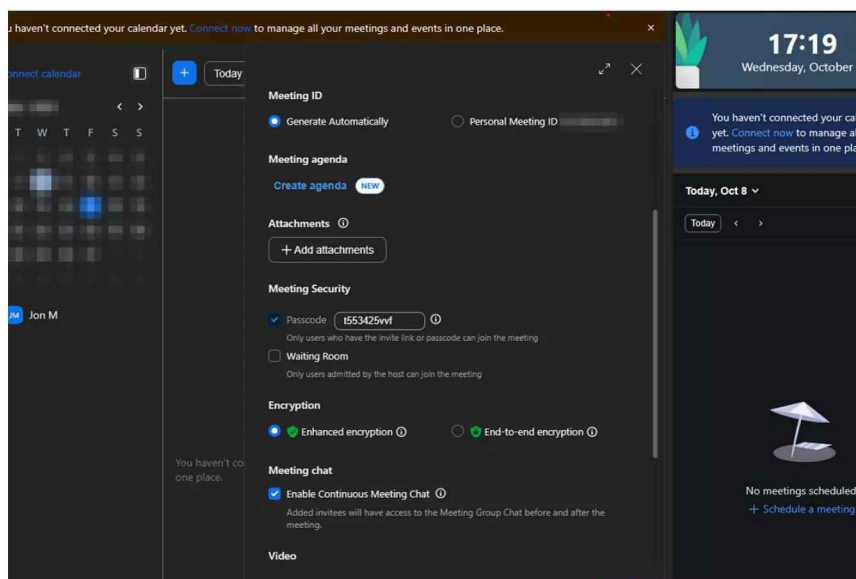 haven't connected your calendar yet. Connect now to manage all your meetings and events in one place.
connect calendar
Today
T W T F S S
JM Jon M
You haven't co
one place.
Meeting ID
Generate Automatically
Personal Meeting ID
Meeting agenda
Create agenda NEW
Attachments
+ Add attachments
Meeting Security
Passcode t553425vvf
Only users who have the invite link or passcode can join the meeting
Waiting Room
Only users admitted by the host can join the meeting
Encryption
Enhanced encryption
End-to-end encryption
Meeting chat
Enable Continuous Meeting Chat
Added invitees will have access to the Meeting Group Chat before and after the
meeting.
Video
17:19
Wednesday, October
You haven't connected your ca
yet. Connect now to manage al
meetings and events in one pla
Today, Oct 8
Today
No meetings scheduled
+ Schedule a meeting